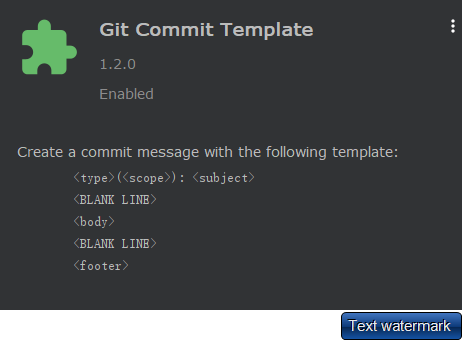 Git Commit Template
1.2.0
Enabled
Create a commit message with the following template:
<type>(<scope>): <subject>
<BLANK LINE>
<body>
<BLANK LINE>
<footer>
Text watermark